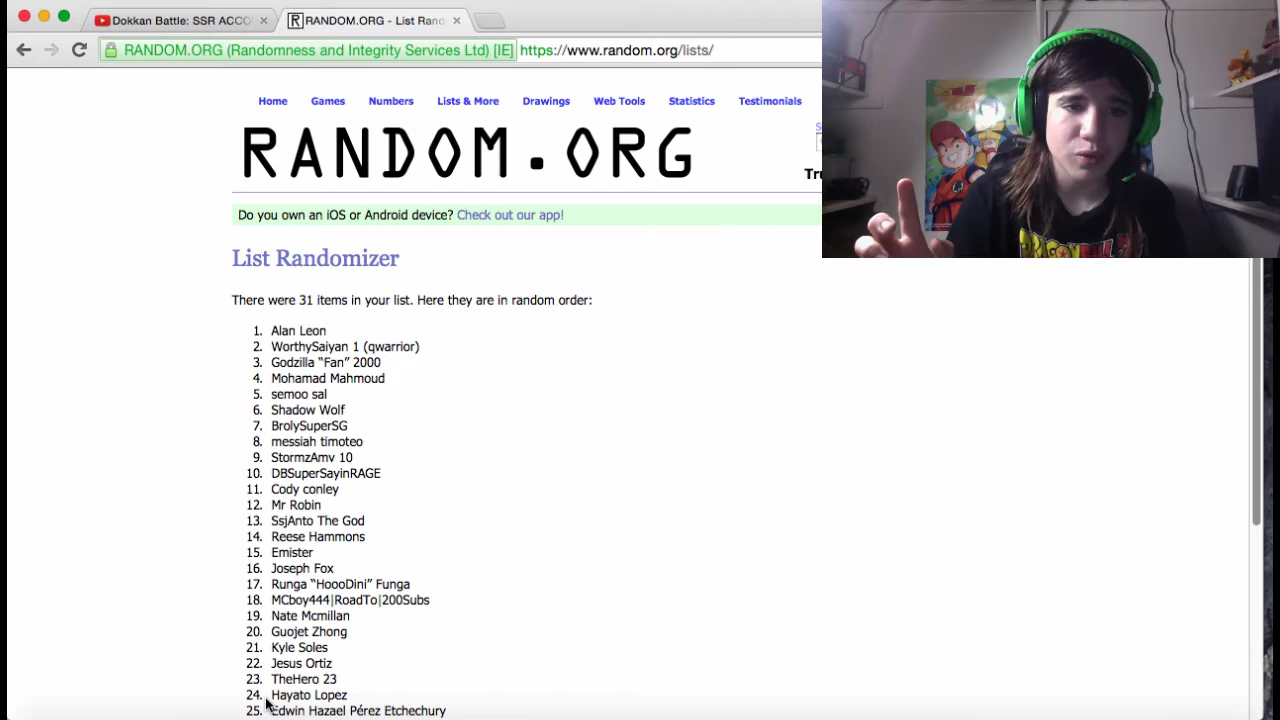 Dokkan Battle: SSR ACCO
RANDOM.ORG - List Rand
RANDOM.ORG (Randomness and Integrity Services Ltd) [IE] https://www.random.org/lists/
Home Games Numbers Lists & More Drawings Web Tools Statistics Testimonials
RANDOM.ORG
Tru
Do you own an iOS or Android device? Check out our app!
List Randomizer
There were 31 items in your list. Here they are in random order:
1. Alan Leon
2. WorthySaiyan 1 (qwarrior)
3. Godzilla “Fan” 2000
4. Mohamad Mahmoud
5. semoo sal
6. Shadow Wolf
7. BrolySuperSG
8. messiah timoteo
9. StormzAmv 10
10. DBSuperSayinRAGE
11. Cody conley
12. Mr Robin
13. SsjAnto The God
14. Reese Hammons
15. Emister
16. Joseph Fox
17. Runga “HoooDini” Funga
18. MCboy444|RoadTo|200Subs
19. Nate Mcmillan
20. Guojet Zhong
21. Kyle Soles
22. Jesus Ortiz
23. TheHero 23
24. Hayato Lopez
25. Edwin Hazael Pérez Etchechury